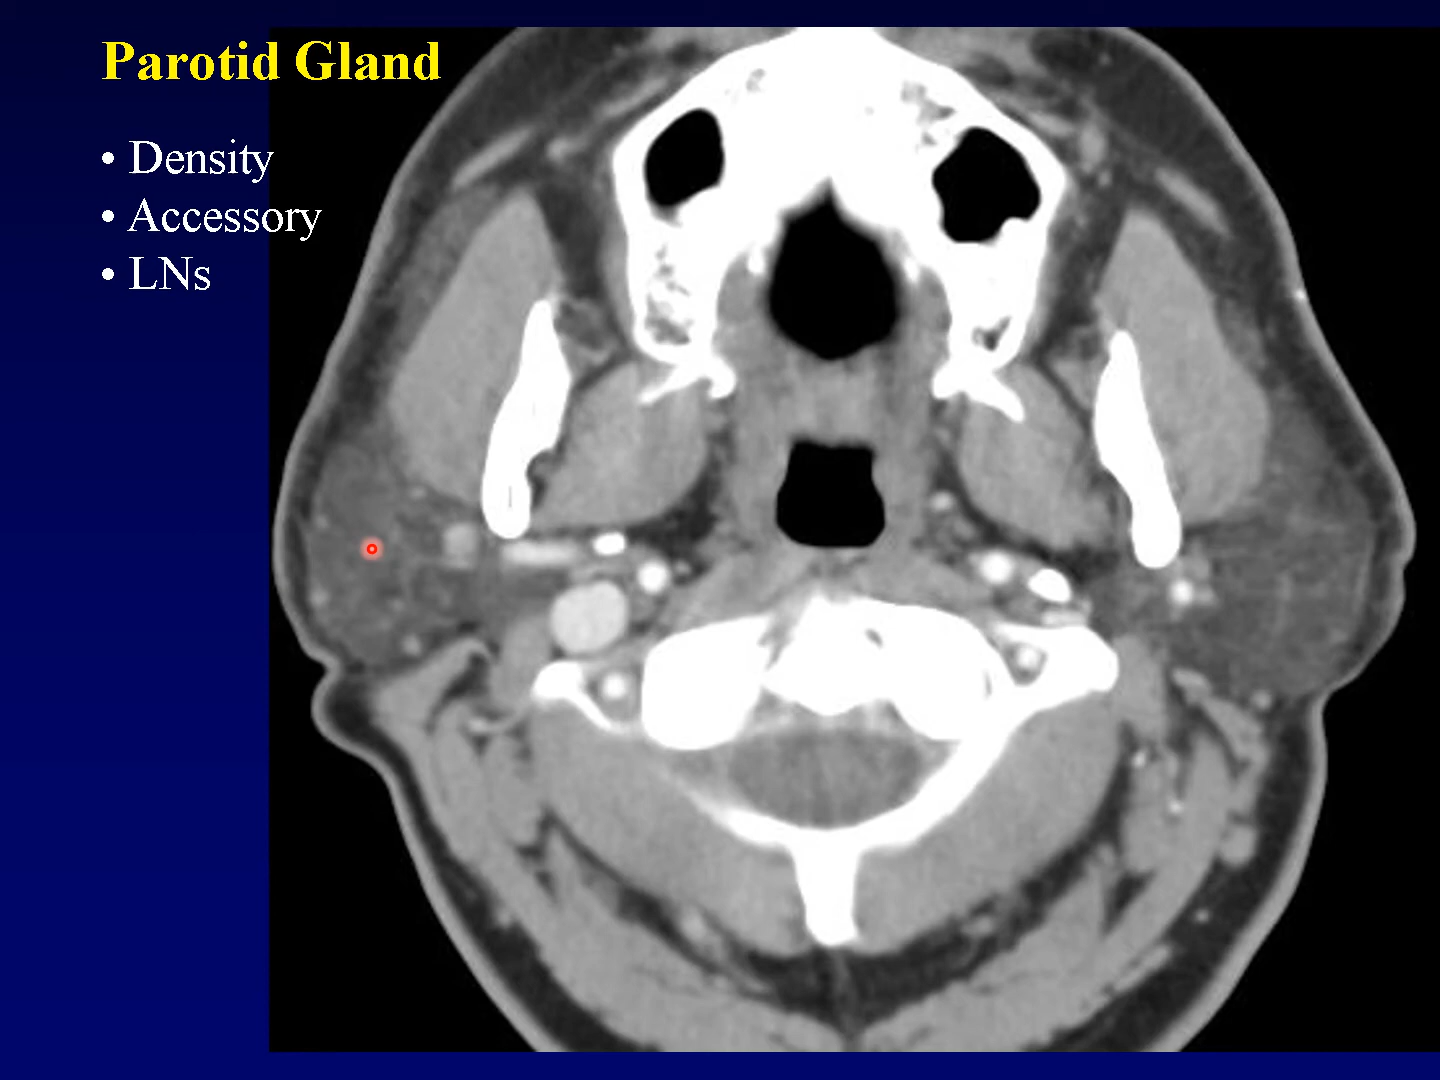 Parotid Gland
• Density
• Accessory
• LNs